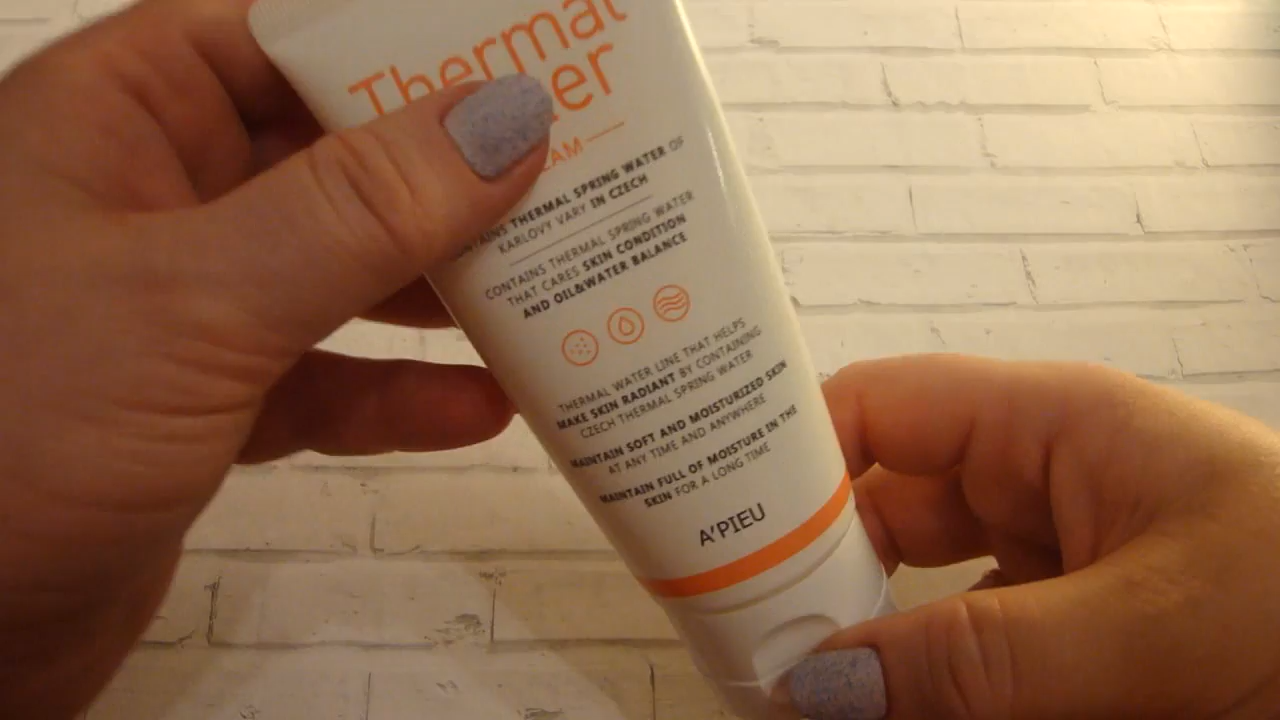 Thermal
er
AM
NTAINS THERMAL SPRING WATER OF
KARLOVY VARY IN CZECH
CONTAINS THERMAL SPRING WATER
THAT CARES SKIN CONDITION
AND OIL&WATER BALANCE
THERMAL WATER LINE THAT HELPS
MAKE SKIN RADIANT BY CONTAINING
CZECH THERMAL SPRING WATER
MAINTAIN SOFT AND MOISTURIZED SKIN
AT ANY TIME AND ANYWHERE
MAINTAIN FULL OF MOISTURE IN THE
SKIN FOR A LONG TIME
A'PIEU